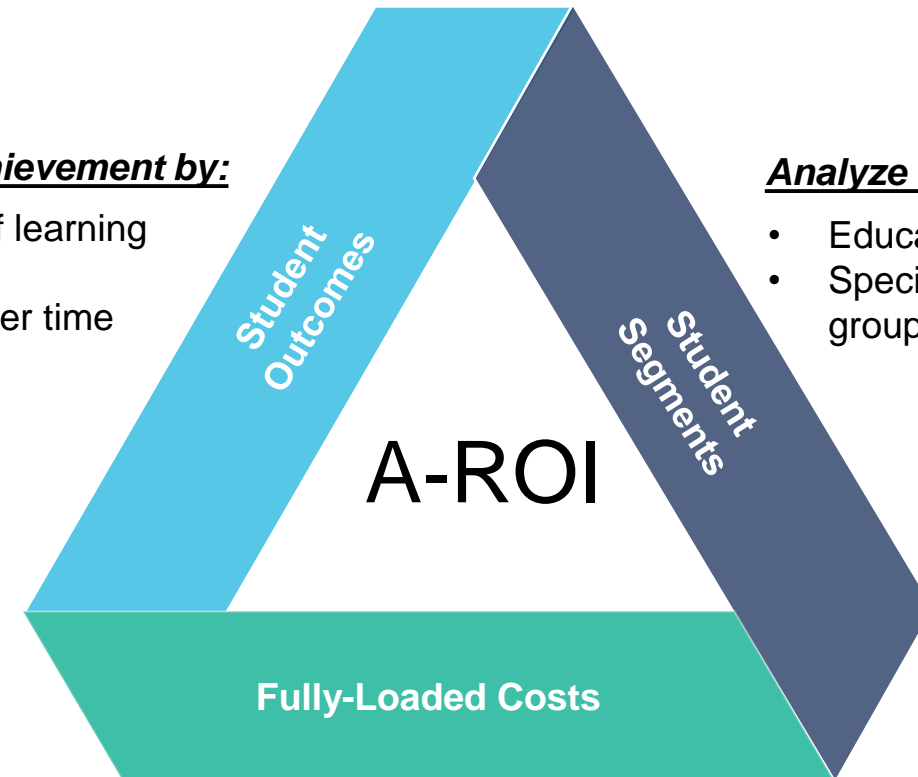 hievement by:
f learning
er time
Student
Outcomes
Analyze
• Educa
• Speci
group
Student
Segments
A-ROI
Fully-Loaded Costs